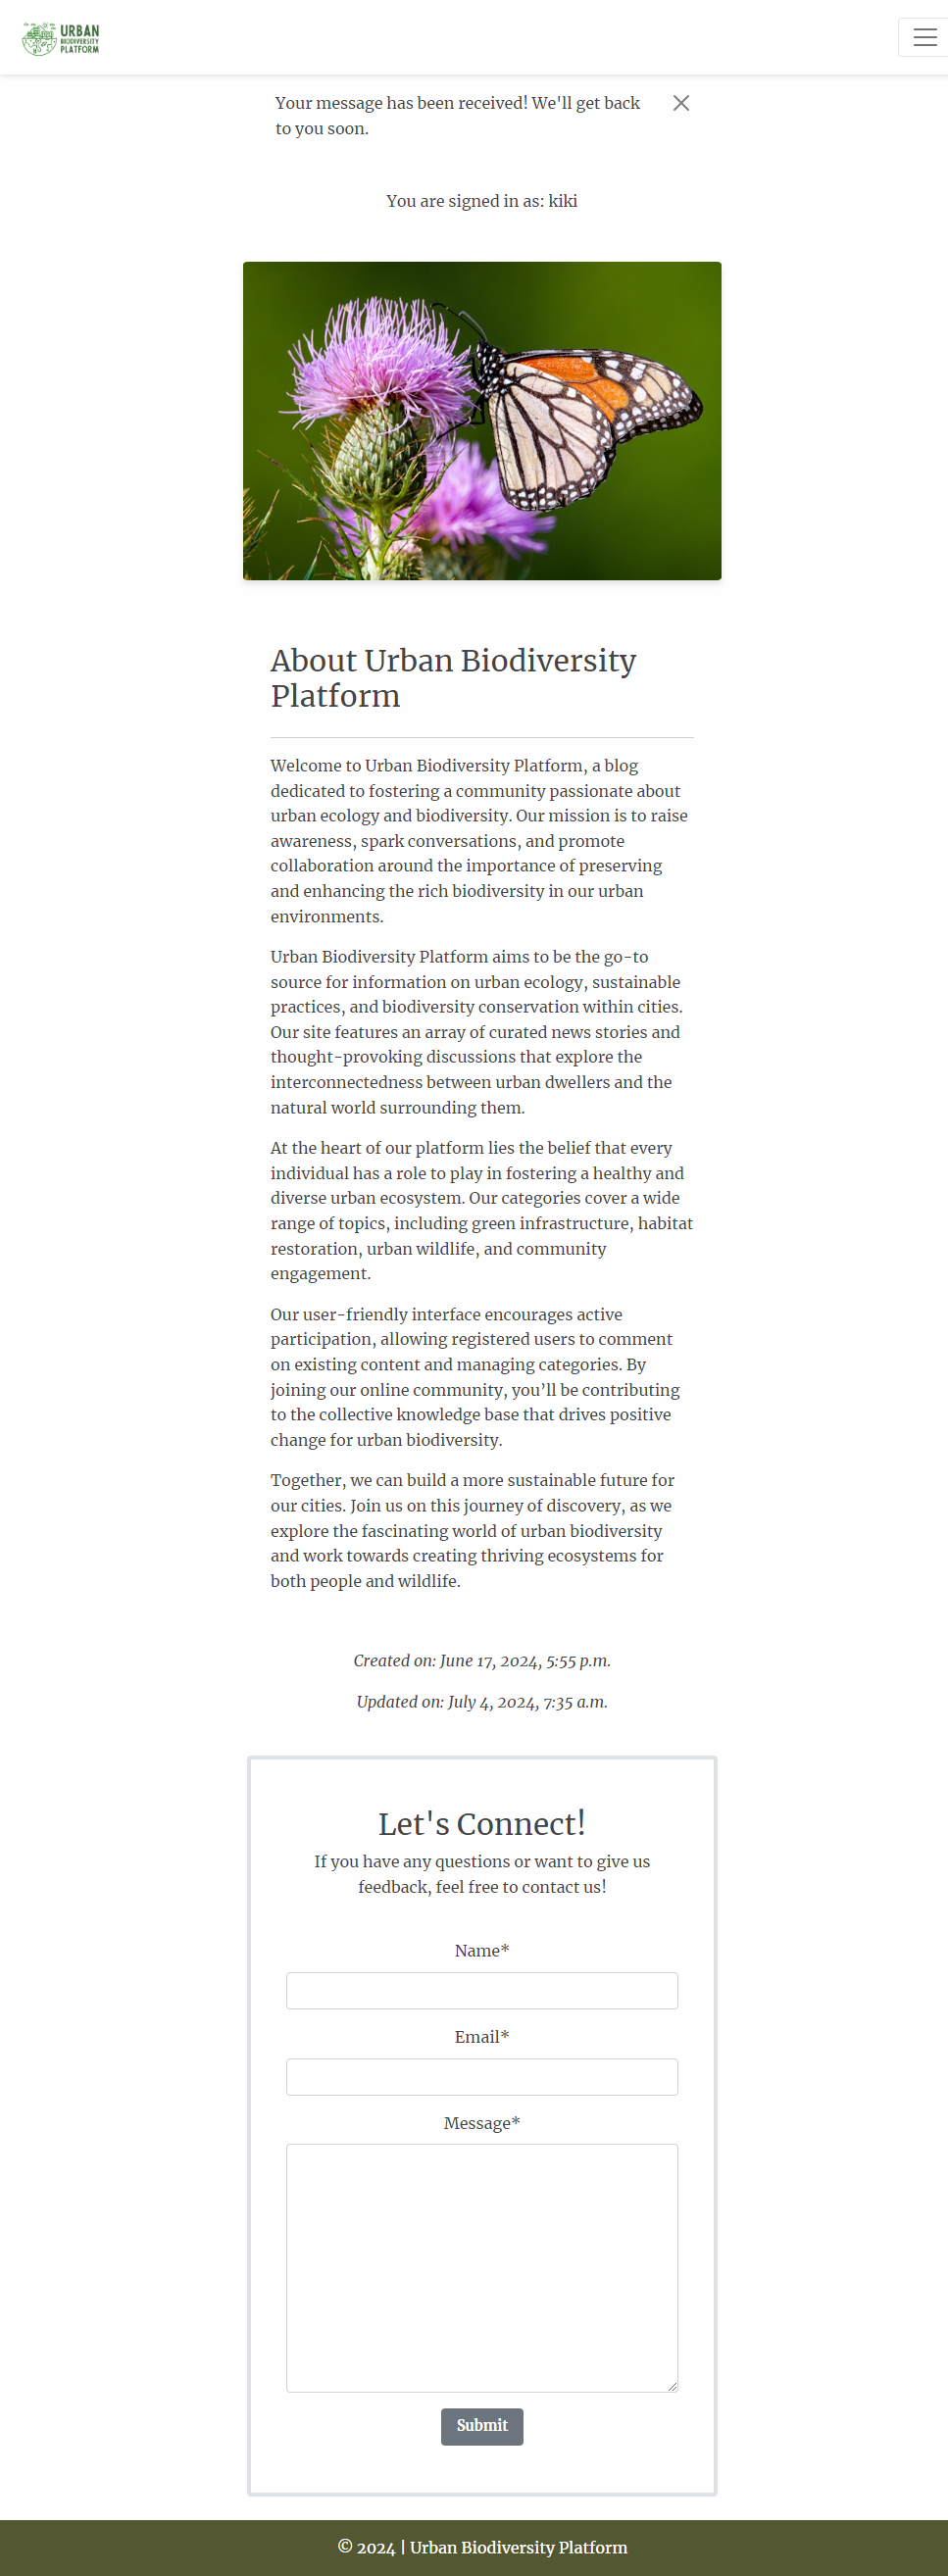 URBAN
BIODIVERSITY
PLATFORM
Your message has been received! We'll get back
to you soon.
You are signed in as: kiki
About Urban Biodiversity
Platform
Welcome to Urban Biodiversity Platform, a blog
dedicated to fostering a community passionate about
urban ecology and biodiversity. Our mission is to raise
awareness, spark conversations, and promote
collaboration around the importance of preserving
and enhancing the rich biodiversity in our urban
environments.
Urban Biodiversity Platform aims to be the go-to
source for information on urban ecology, sustainable
practices, and biodiversity conservation within cities.
Our site features an array of curated news stories and
thought-provoking discussions that explore the
interconnectedness between urban dwellers and the
natural world surrounding them.
At the heart of our platform lies the belief that every
individual has a role to play in fostering a healthy and
diverse urban ecosystem. Our categories cover a wide
range of topics, including green infrastructure, habitat
restoration, urban wildlife, and community
engagement.
Our user-friendly interface encourages active
participation, allowing registered users to comment
on existing content and managing categories. By
joining our online community, you’ll be contributing
to the collective knowledge base that drives positive
change for urban biodiversity.
Together, we can build a more sustainable future for
our cities. Join us on this journey of discovery, as we
explore the fascinating world of urban biodiversity
and work towards creating thriving ecosystems for
both people and wildlife.
Created on: June 17, 2024, 5:55 p.m.
Updated on: July 4, 2024, 7:35 a.m.
Let's Connect!
If you have any questions or want to give us
feedback, feel free to contact us!
Name*
Email*
Message*
Submit
© 2024 | Urban Biodiversity Platform